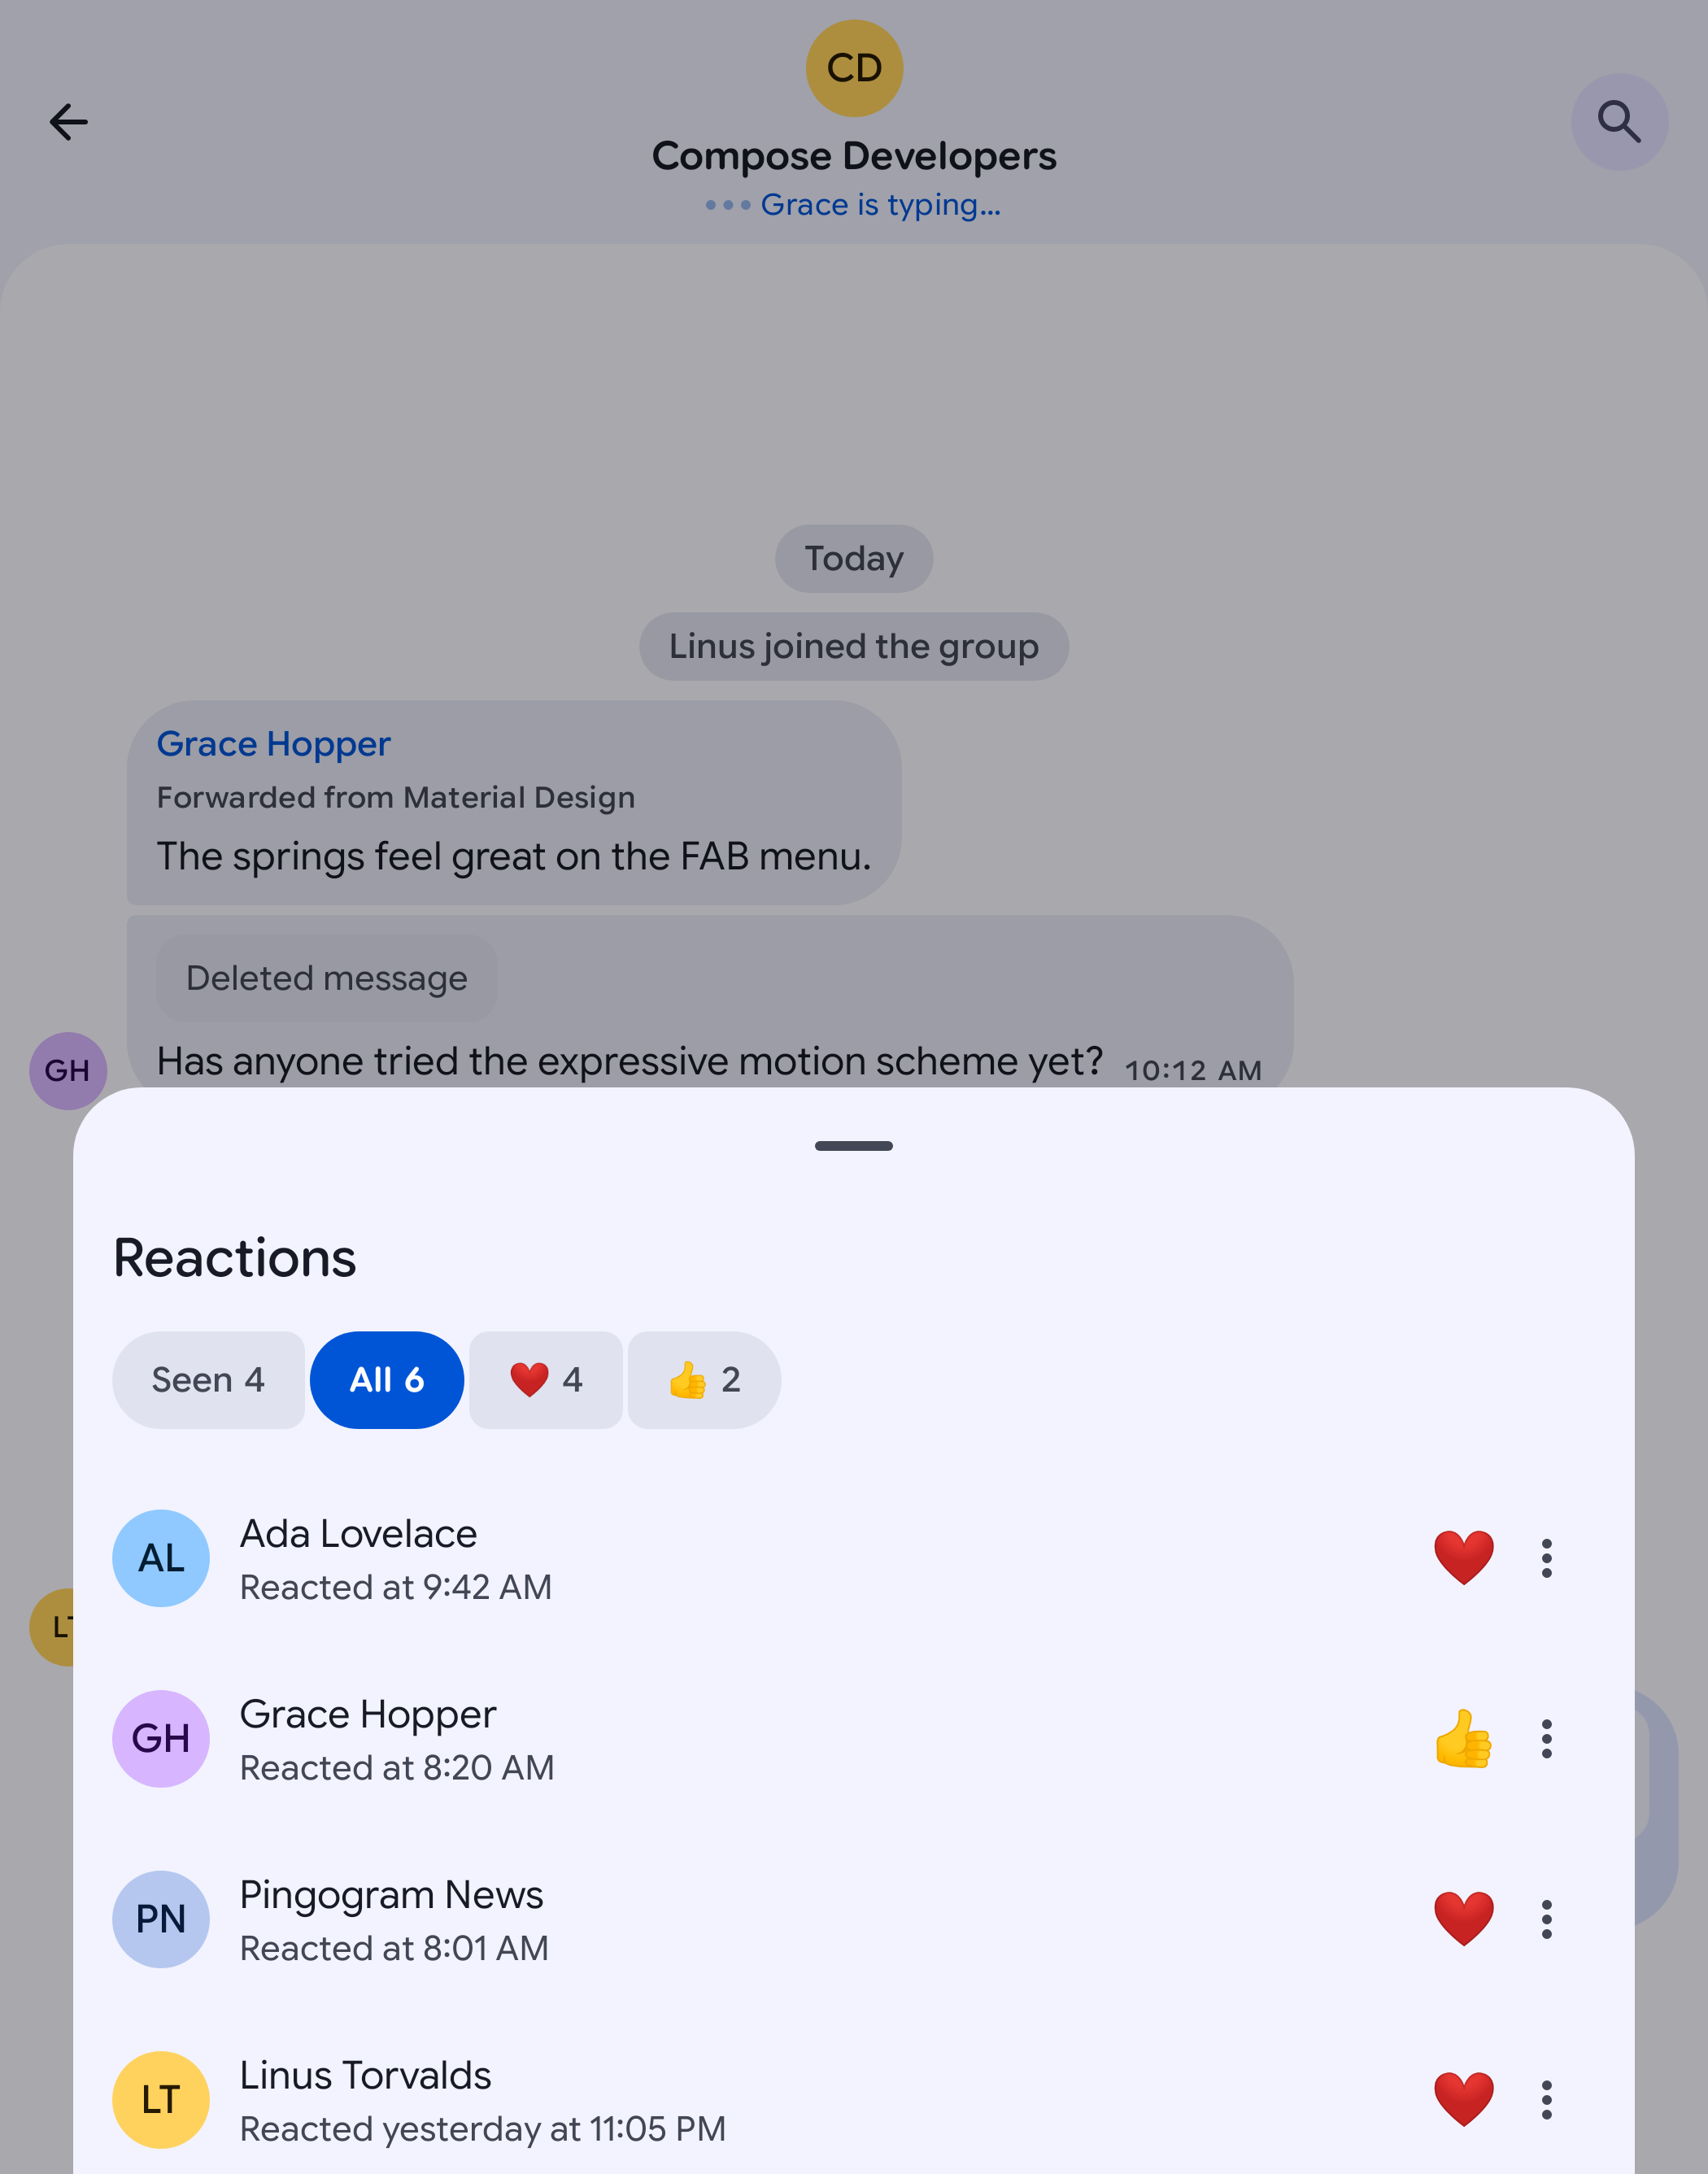 CD
Compose Developers
Grace is typing...
Today
Linus joined the group
Grace Hopper
Forwarded from Material Design
The springs feel great on the FAB menu.
Deleted message
GH
Has anyone tried the expressive motion scheme yet? 10:12 AM
Reactions
Seen 4
All 6
❤️ 4
👍 2
AL
Ada Lovelace
Reacted at 9:42 AM
GH
Grace Hopper
Reacted at 8:20 AM
PN
Pingogram News
Reacted at 8:01 AM
LT
Linus Torvalds
Reacted yesterday at 11:05 PM